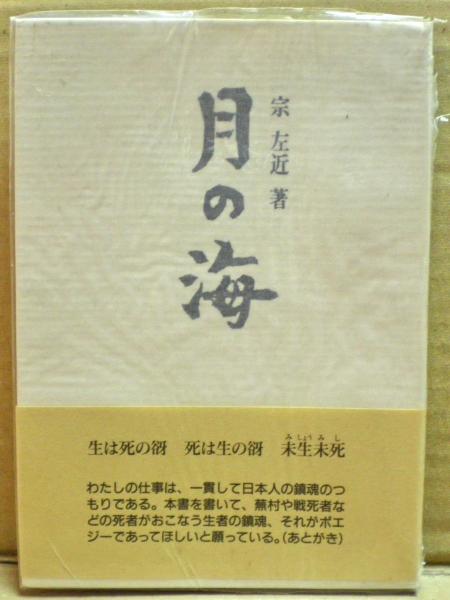 宗 左近 著
月の海
生は死の谺 死は生の谺 未生未死
みしょうみし
わたしの仕事は、一貫して日本人の鎮魂のつ
もりである。本書を書いて、蕪村や戦死者な
どの死者がおこなう生者の鎮魂、それがポエ
ジーであってほしいと願っている。(あとがき)